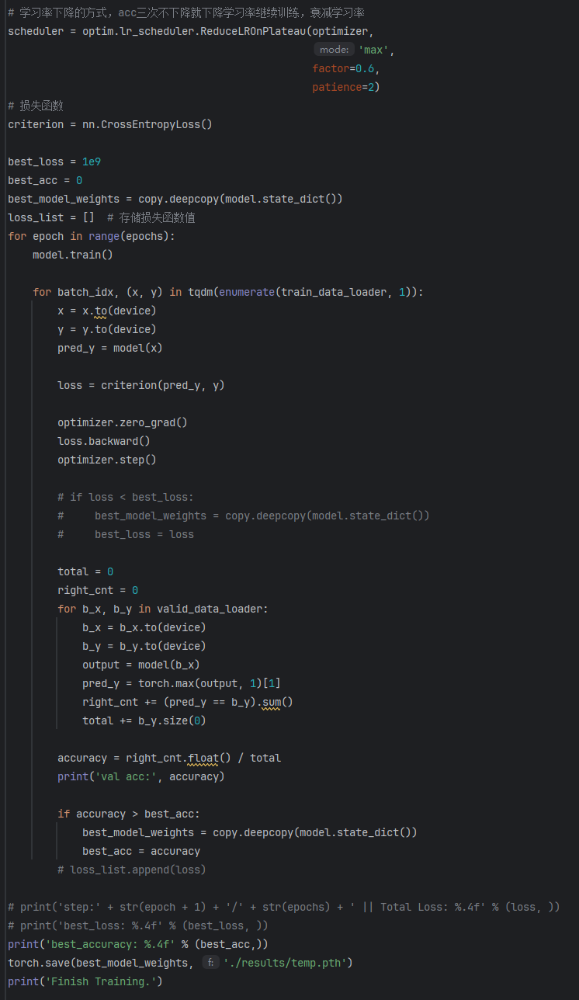 # 学习率下降的方式，acc三次不下降就下降学习率继续训练，衰减学习率
scheduler = optim.lr_scheduler.ReduceLROnPlateau(optimizer,
mode: 'max',
factor=0.6,
patience=2)
# 损失函数
criterion = nn.CrossEntropyLoss()
best_loss = 1e9
best_acc = 0
best_model_weights = copy.deepcopy(model.state_dict())
loss_list = []  # 存储损失函数值
for epoch in range(epochs):
    model.train()
    for batch_idx, (x, y) in tqdm(enumerate(train_data_loader, 1)):
        x = x.to(device)
        y = y.to(device)
        pred_y = model(x)
        loss = criterion(pred_y, y)
        optimizer.zero_grad()
        loss.backward()
        optimizer.step()
        # if loss < best_loss:
        #     best_model_weights = copy.deepcopy(model.state_dict())
        #     best_loss = loss
        total = 0
        right_cnt = 0
        for b_x, b_y in valid_data_loader:
            b_x = b_x.to(device)
            b_y = b_y.to(device)
            output = model(b_x)
            pred_y = torch.max(output, 1)[1]
            right_cnt += (pred_y == b_y).sum()
            total += b_y.size(0)
        accuracy = right_cnt.float() / total
        print('val acc:', accuracy)
        if accuracy > best_acc:
            best_model_weights = copy.deepcopy(model.state_dict())
            best_acc = accuracy
        # loss_list.append(loss)
# print('step:' + str(epoch + 1) + '/' + str(epochs) + ' || Total Loss: %.4f' % (loss, ))
# print('best_loss: %.4f' % (best_loss, ))
print('best_accuracy: %.4f' % (best_acc,))
torch.save(best_model_weights, f: './results/temp.pth')
print('Finish Training.')